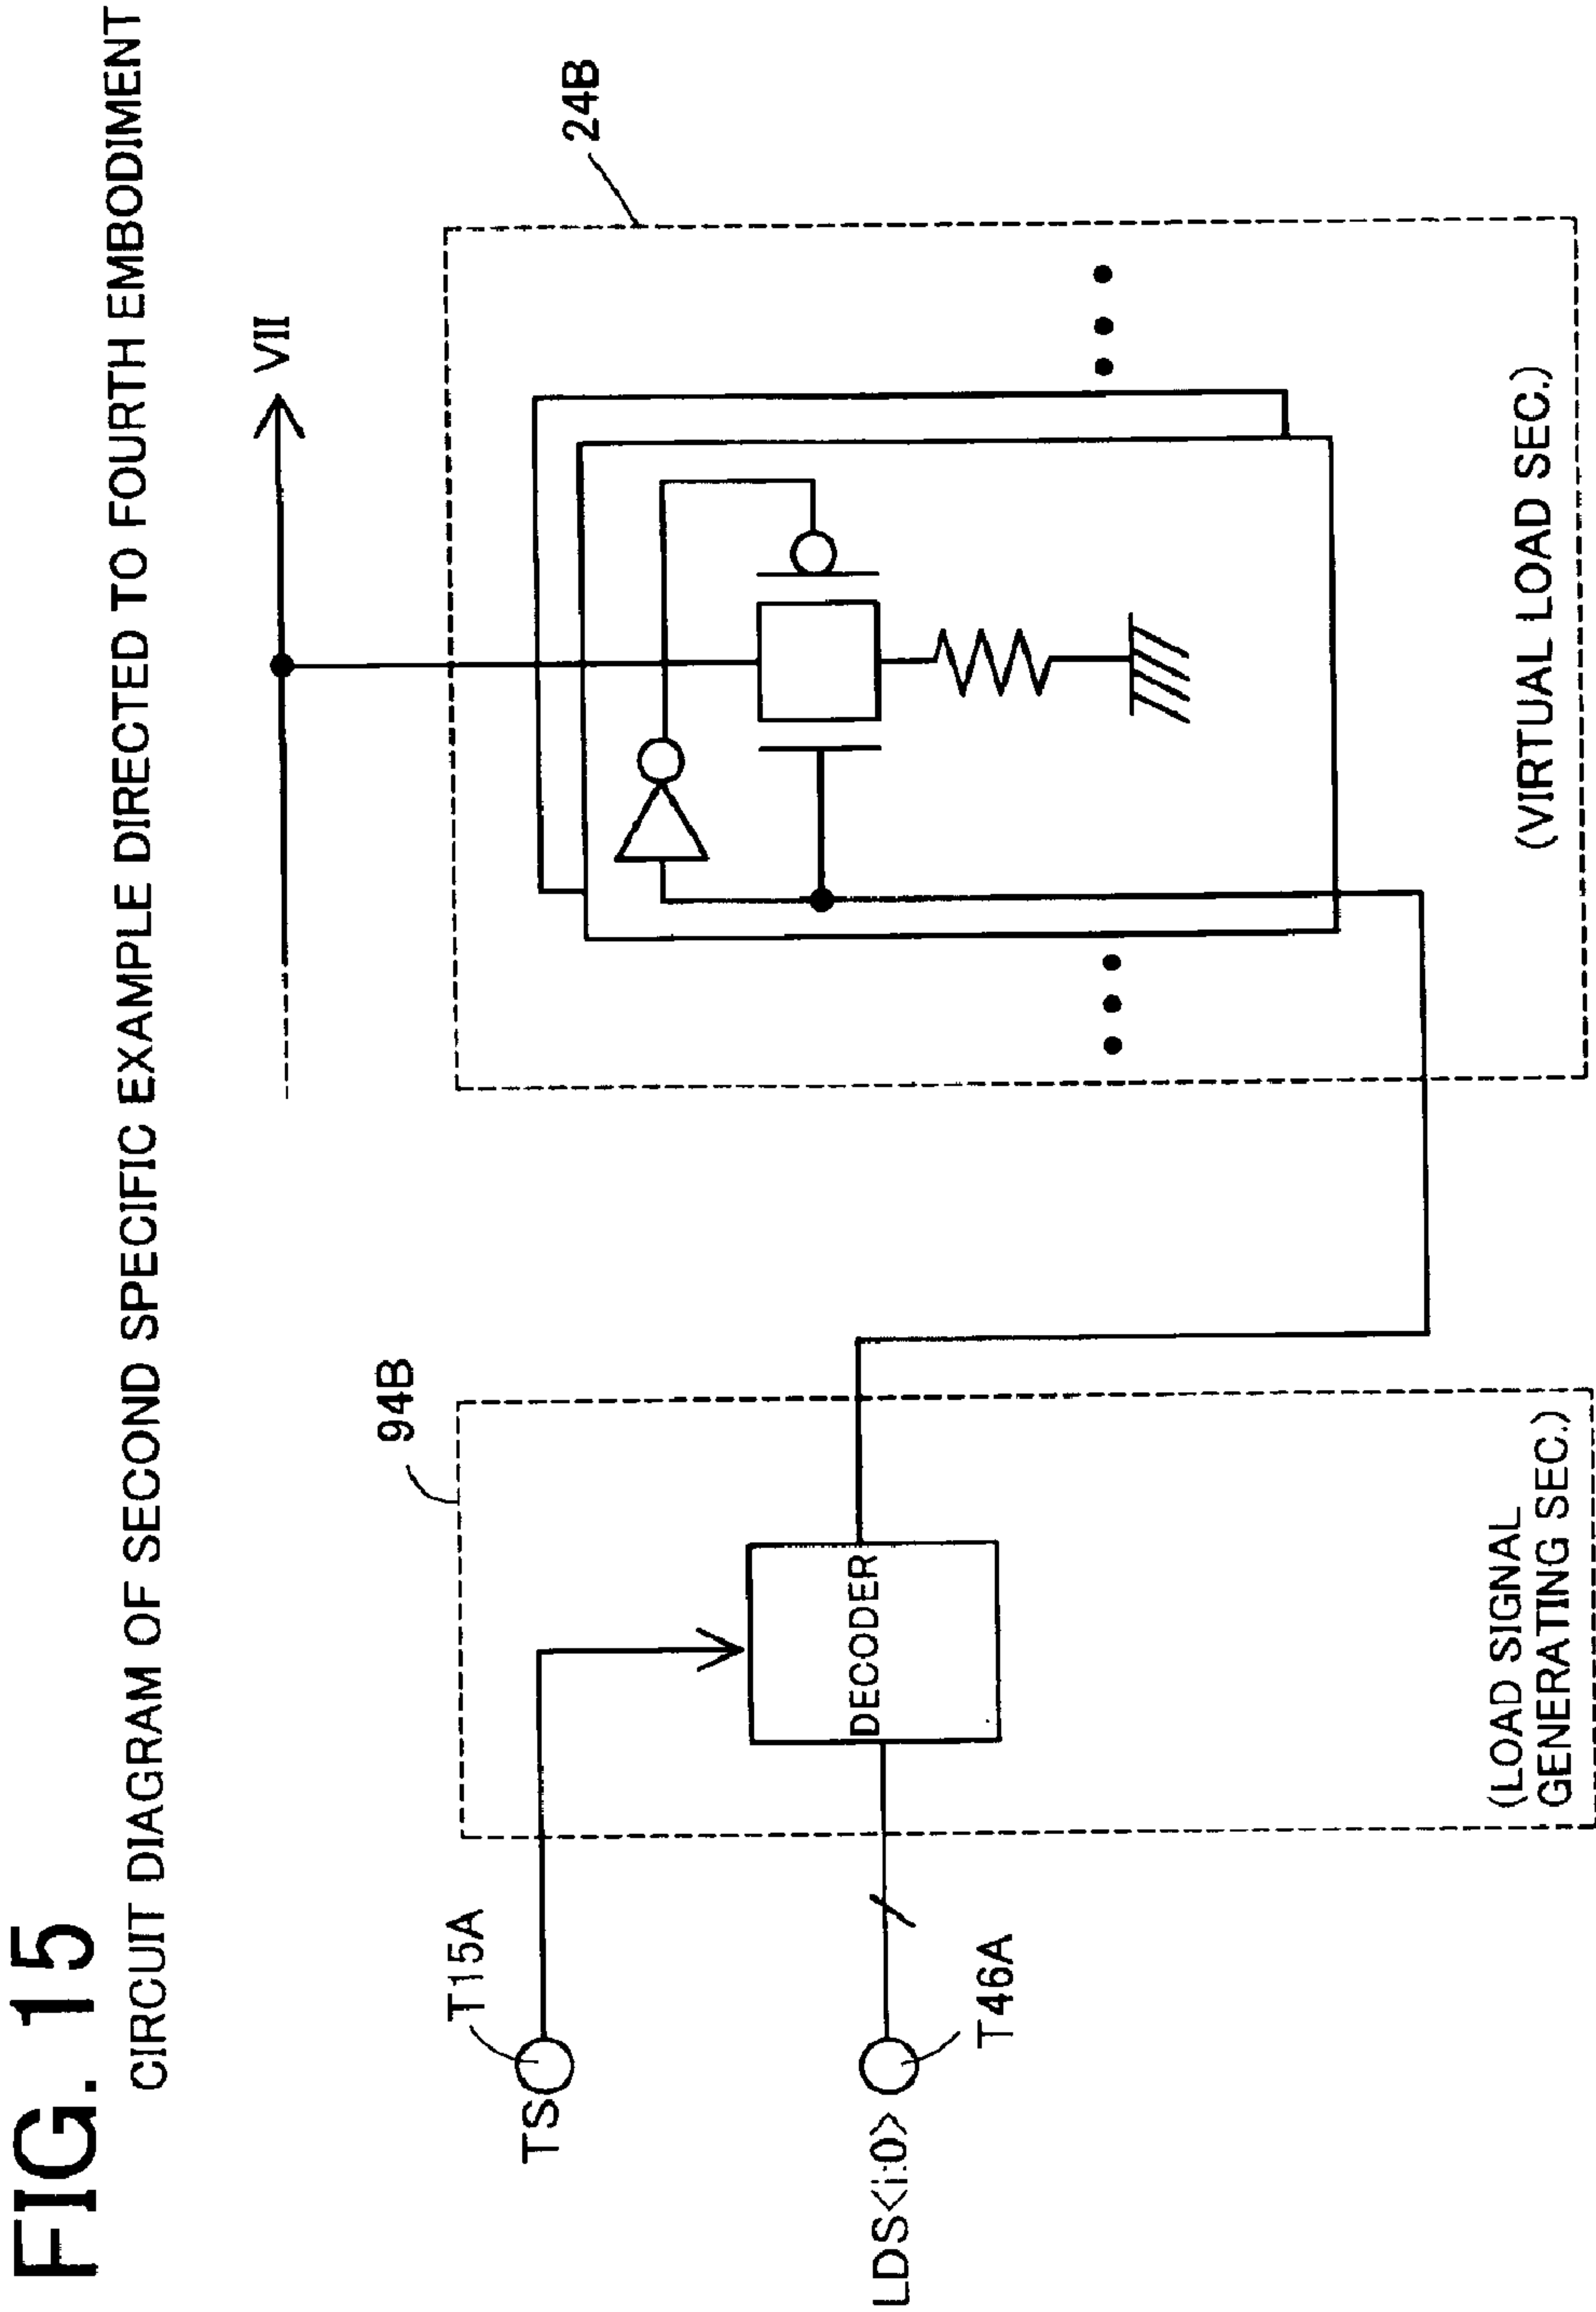 FIG. 15
CIRCUIT DIAGRAM OF SECOND SPECIFIC EXAMPLE DIRECTED TO FOURTH EMBODIMENT
VII
24B
94B
T15A
TS
DECODER
LDS<i:0>
T46A
(LOAD SIGNAL
GENERATING SEC.)
(VIRTUAL LOAD SEC.)